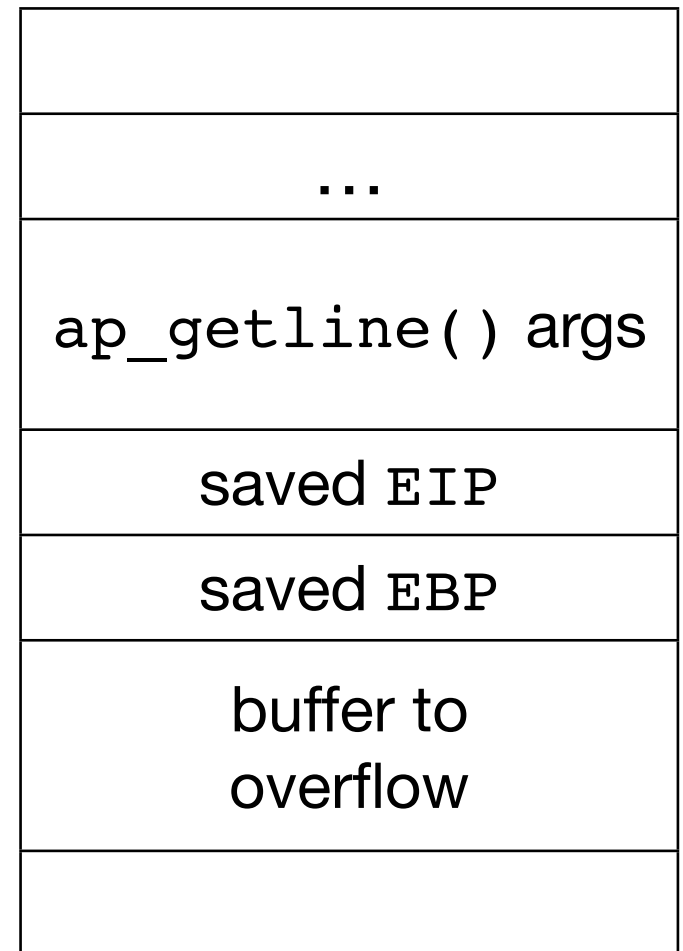 ...
ap_getline() args
saved EIP
saved EBP
buffer to
overflow